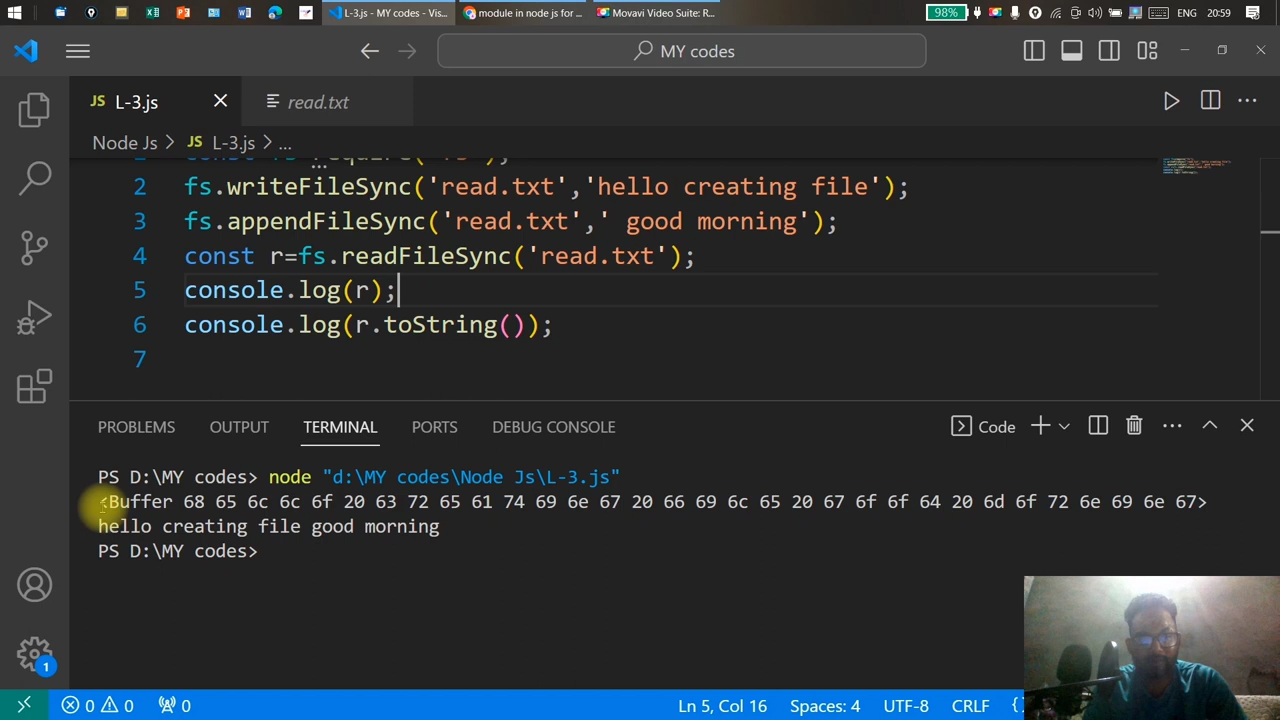 L-3.js - MY codes - Vis...
module in node js for ...
Movavi Video Suite: R...
98%
ENG
20:59
MY codes
JS L-3.js
read.txt
Node Js > JS L-3.js > ...
2 fs.writeFileSync('read.txt','hello creating file');
3 fs.appendFileSync('read.txt',' good morning');
4 const r=fs.readFileSync('read.txt');
5 console.log(r);
6 console.log(r.toString());
7
PROBLEMS OUTPUT TERMINAL PORTS DEBUG CONSOLE
Code
PS D:\MY codes> node "d:\MY codes\Node Js\L-3.js"
<Buffer 68 65 6c 6c 6f 20 63 72 65 61 74 69 6e 67 20 66 69 6c 65 20 67 6f 6f 64 20 6d 6f 72 6e 69 6e 67>
hello creating file good morning
PS D:\MY codes>
1
0 0 0
Ln 5, Col 16 Spaces: 4 UTF-8 CRLF {